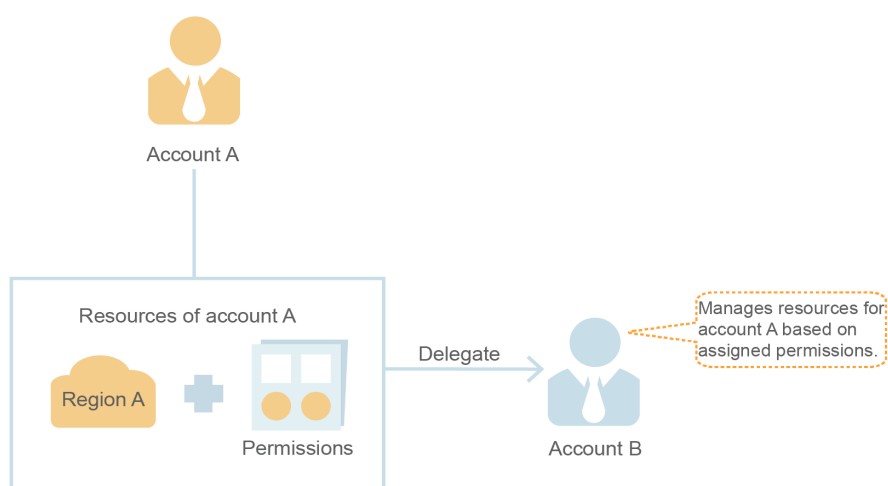 Account A
Resources of account A
Region A
Permissions
Delegate
Account B
Manages resources for
account A based on
assigned permissions.